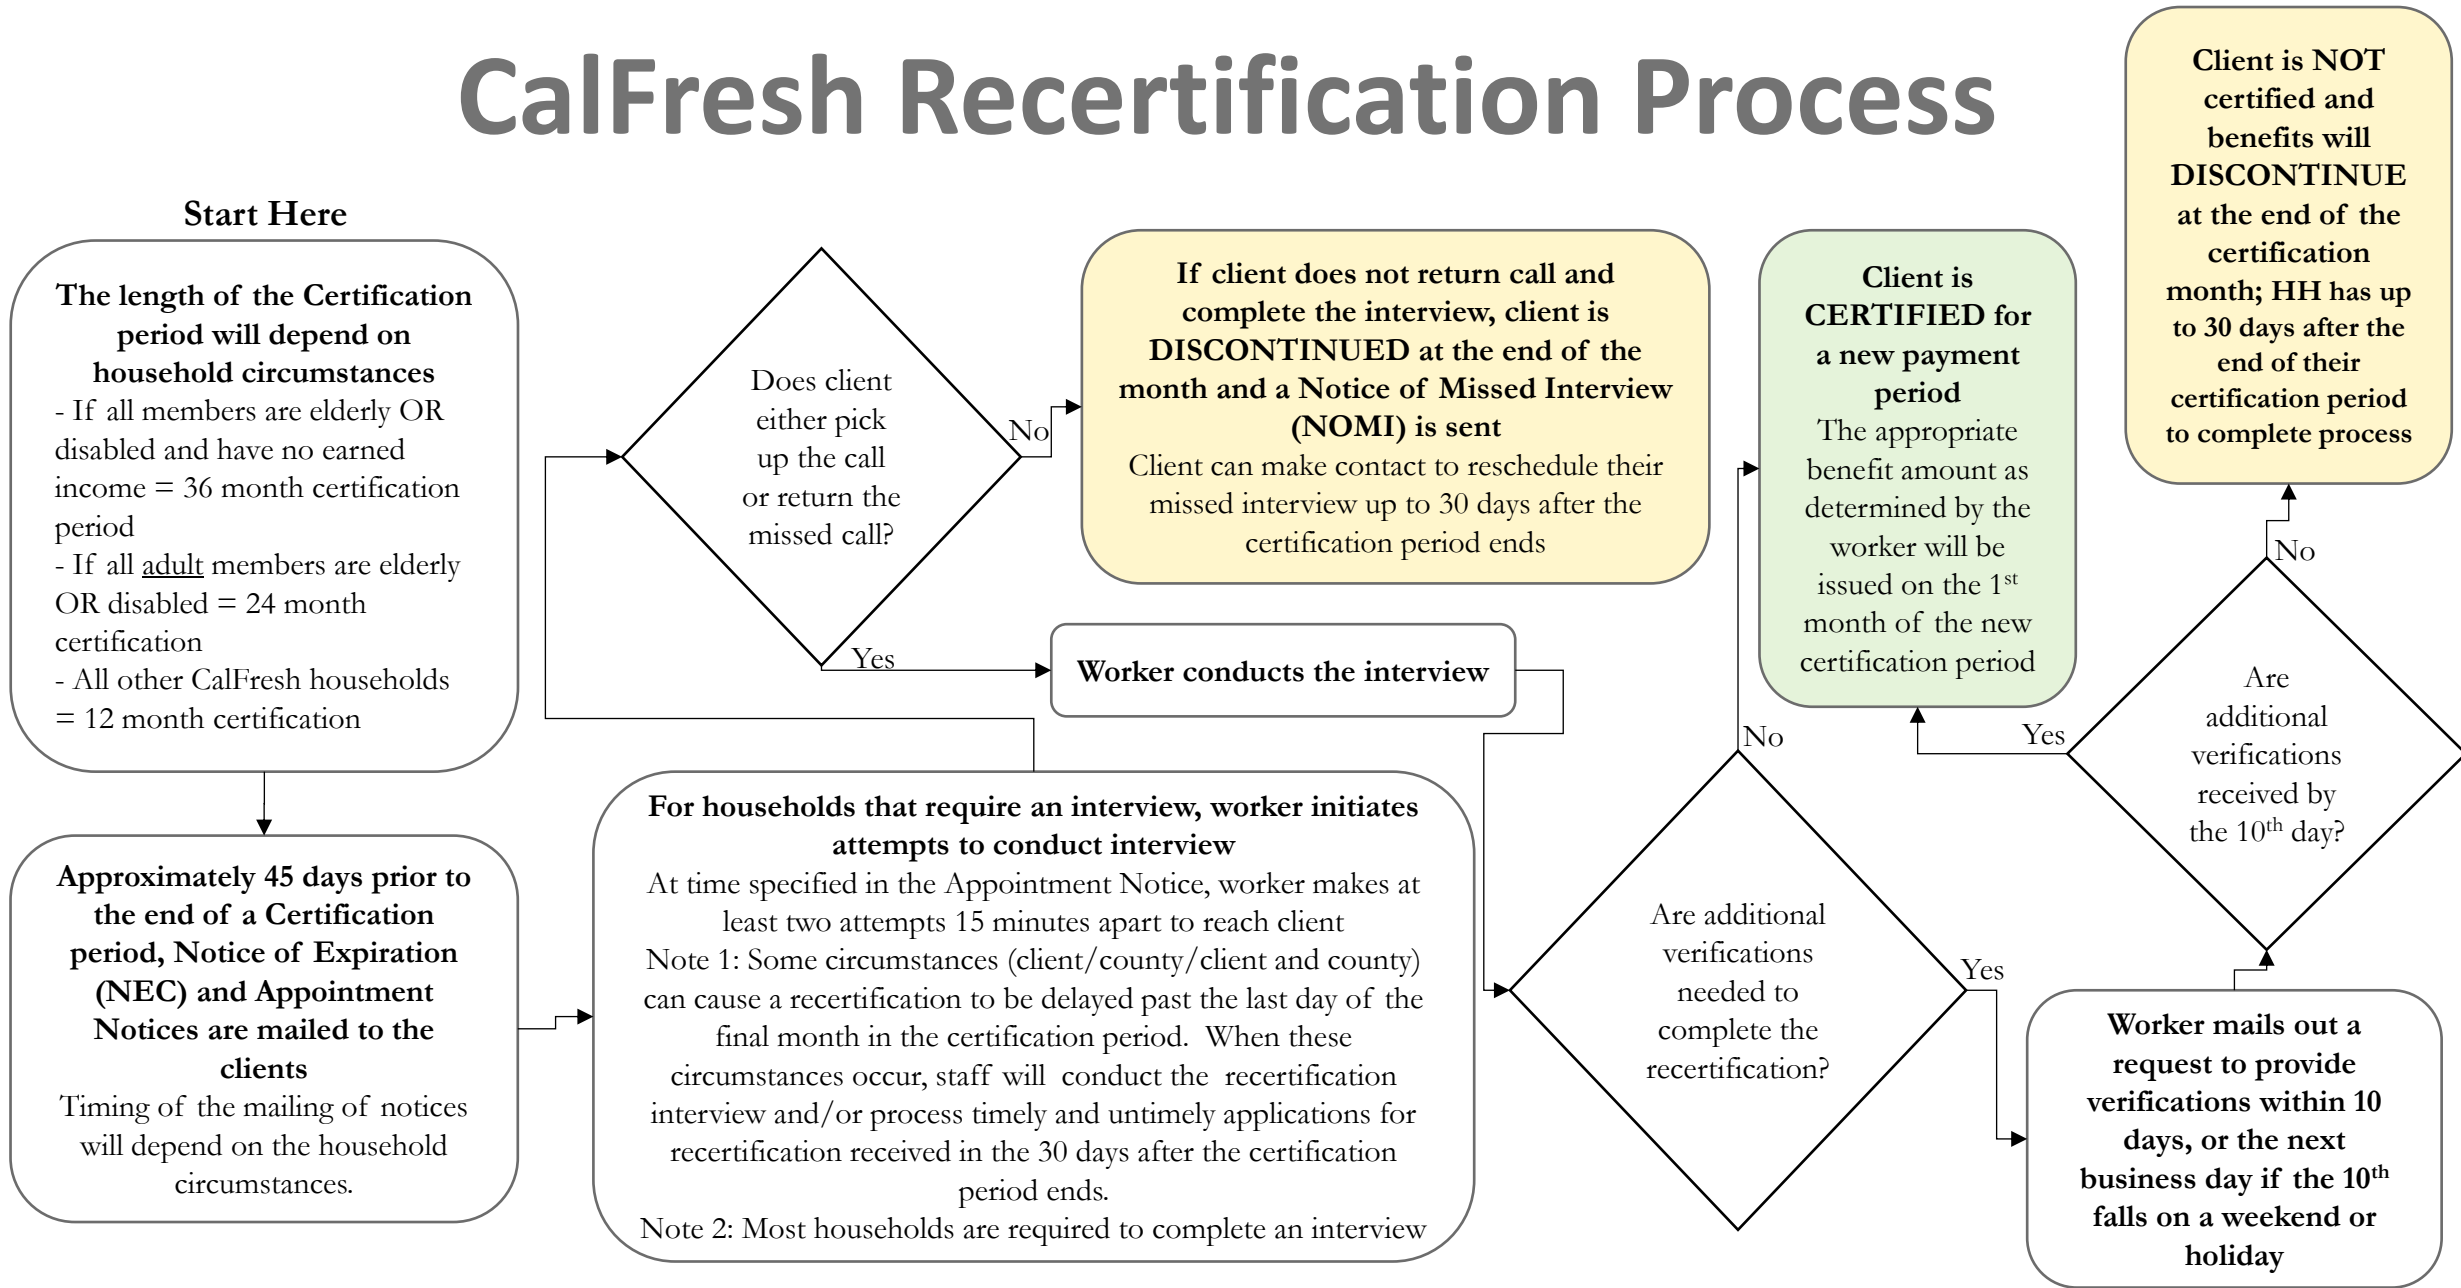 CalFresh Recertification Process
Start Here
The length of the Certification
period will depend on
household circumstances
- If all members are elderly OR
disabled and have no earned
income = 36 month certification
period
- If all adult members are elderly
OR disabled = 24 month
certification
- All other CalFresh households
= 12 month certification
Approximately 45 days prior to
the end of a Certification
period, Notice of Expiration
(NEC) and Appointment
Notices are mailed to the
clients
Timing of the mailing of notices
will depend on the household
circumstances.
For households that require an interview, worker initiates
attempts to conduct interview
At time specified in the Appointment Notice, worker makes at
least two attempts 15 minutes apart to reach client
Note 1: Some circumstances (client/county/client and county)
can cause a recertification to be delayed past the last day of the
final month in the certification period. When these
circumstances occur, staff will conduct the recertification
interview and/or process timely and untimely applications for
recertification received in the 30 days after the certification
period ends.
Note 2: Most households are required to complete an interview
Does client
either pick
up the call
or return the
missed call?
No
If client does not return call and
complete the interview, client is
DISCONTINUED at the end of the
month and a Notice of Missed Interview
(NOMI) is sent
Client can make contact to reschedule their
missed interview up to 30 days after the
certification period ends
Yes
Worker conducts the interview
Are additional
verifications
needed to
complete the
recertification?
No
Client is
CERTIFIED for
a new payment
period
The appropriate
benefit amount as
determined by the
worker will be
issued on the 1st
month of the new
certification period
Yes
Worker mails out a
request to provide
verifications within 10
days, or the next
business day if the 10th
falls on a weekend or
holiday
Are
additional
verifications
received by
the 10th day?
Yes
No
Client is NOT
certified and
benefits will
DISCONTINUE
at the end of the
certification
month; HH has up
to 30 days after the
end of their
certification period
to complete process